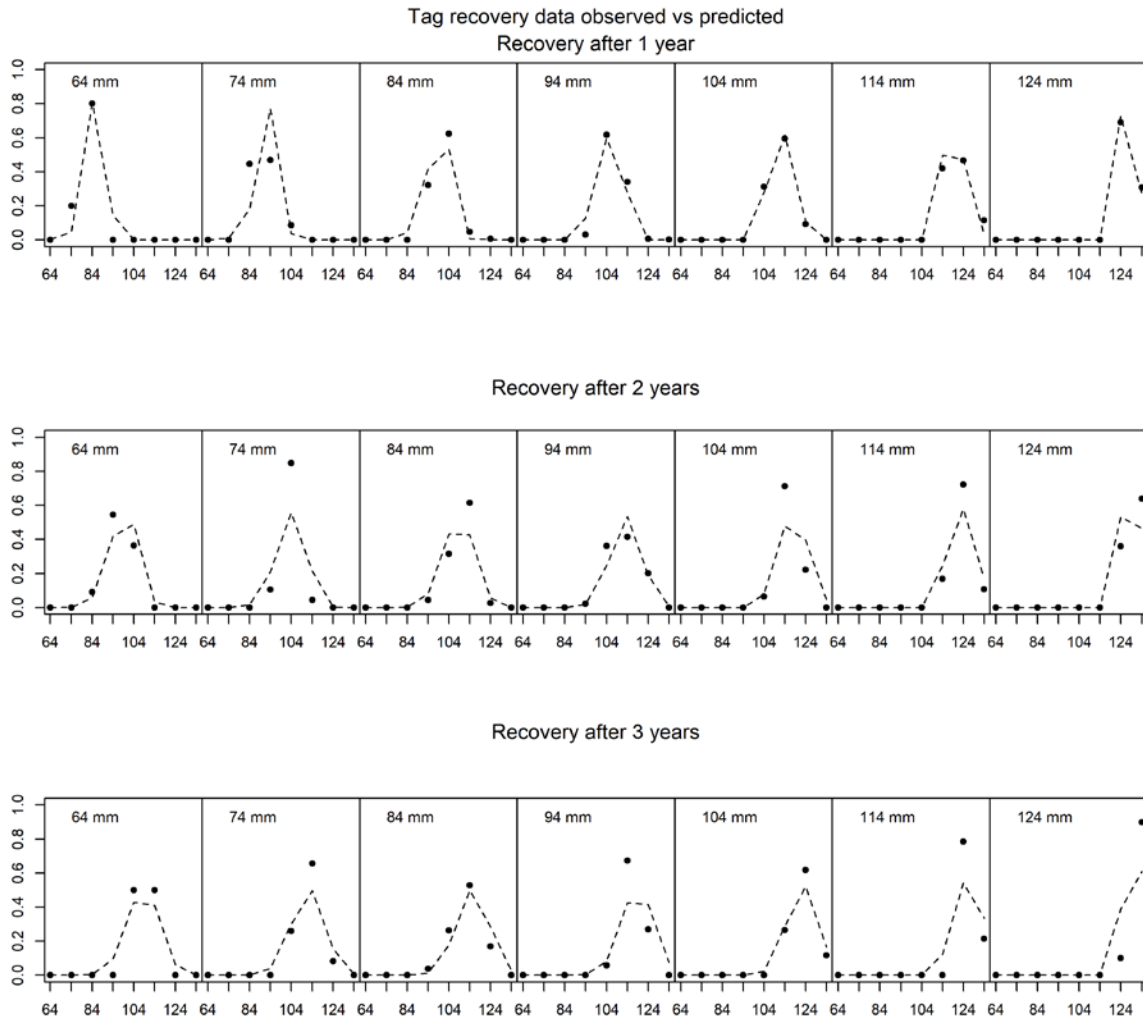 Tag recovery data observed vs predicted
Recovery after 1 year
64 mm 74 mm 84 mm 94 mm 104 mm 114 mm 124 mm
1.0
0.8
0.6
0.4
0.2
0.0
64 84 104 124 64 84 104 124 64 84 104 124 64 84 104 124 64 84 104 124 64 84 104 124 64 84 104 124
Recovery after 2 years
64 mm 74 mm 84 mm 94 mm 104 mm 114 mm 124 mm
1.0
0.8
0.6
0.4
0.2
0.0
64 84 104 124 64 84 104 124 64 84 104 124 64 84 104 124 64 84 104 124 64 84 104 124 64 84 104 124
Recovery after 3 years
64 mm 74 mm 84 mm 94 mm 104 mm 114 mm 124 mm
1.0
0.8
0.6
0.4
0.2
0.0
64 84 104 124 64 84 104 124 64 84 104 124 64 84 104 124 64 84 104 124 64 84 104 124 64 84 104 124